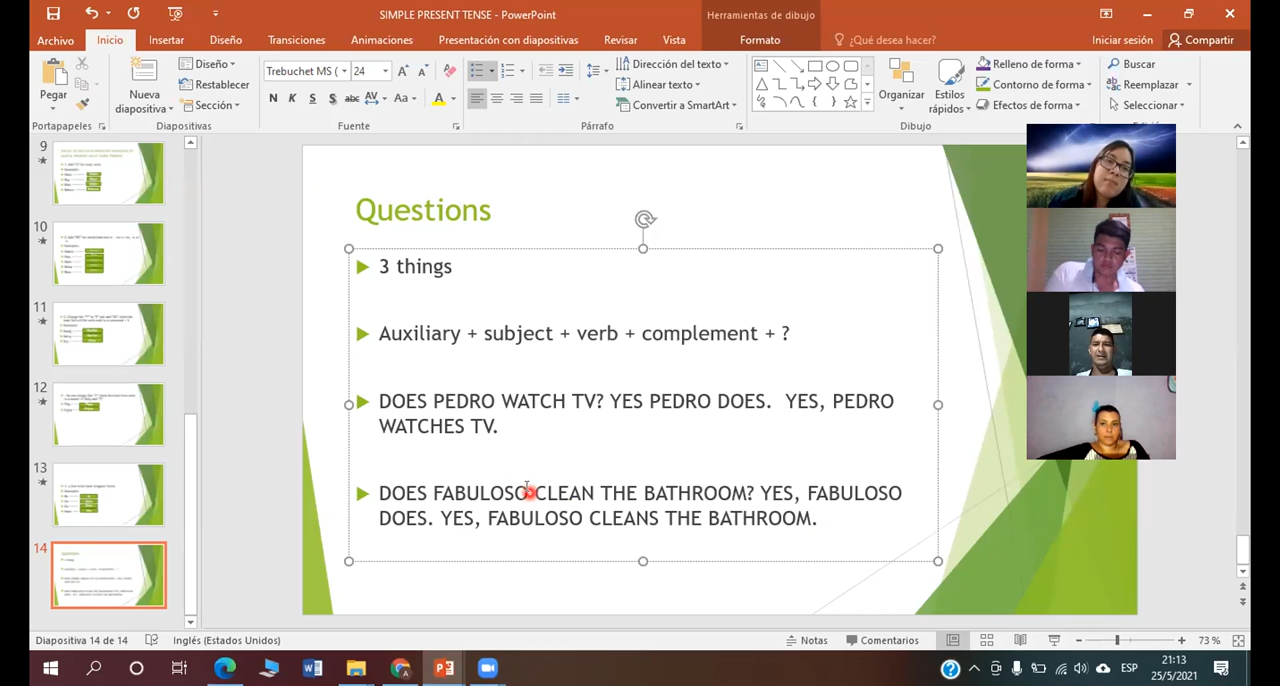 SIMPLE PRESENT TENSE - PowerPoint
Herramientas de dibujo
Archivo
Inicio
Insertar
Diseño
Transiciones
Animaciones
Presentación con diapositivas
Revisar
Vista
Formato
¿Qué desea hacer?
Iniciar sesión
Compartir
Pegar
Nueva
diapositiva
Diseño
Restablecer
Sección
Trebuchet MS (
24
N K S S abc AV Aa A
Dirección del texto
Alinear texto
Convertir a SmartArt
Organizar
Estilos
rápidos
Relleno de forma
Contorno de forma
Efectos de forma
Buscar
Reemplazar
Seleccionar
Portapapeles
Diapositivas
Fuente
Párrafo
Dibujo
9
10
11
12
13
14
Questions
3 things
Auxiliary + subject + verb + complement + ?
DOES PEDRO WATCH TV? YES PEDRO DOES. YES, PEDRO
WATCHES TV.
DOES FABULOSO CLEAN THE BATHROOM? YES, FABULOSO
DOES. YES, FABULOSO CLEANS THE BATHROOM.
Diapositiva 14 de 14
Inglés (Estados Unidos)
Notas
Comentarios
73 %
ESP
21:13
25/5/2021